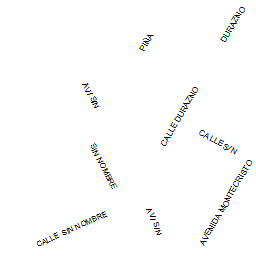 DURAZNO
PIÑA
AV/ S/N
CALLE DURAZNO
CALLE S/N
SIN NOMBRE
AVENIDA MONTECRISTO
AV/ S/N
CALLE SIN NOMBRE